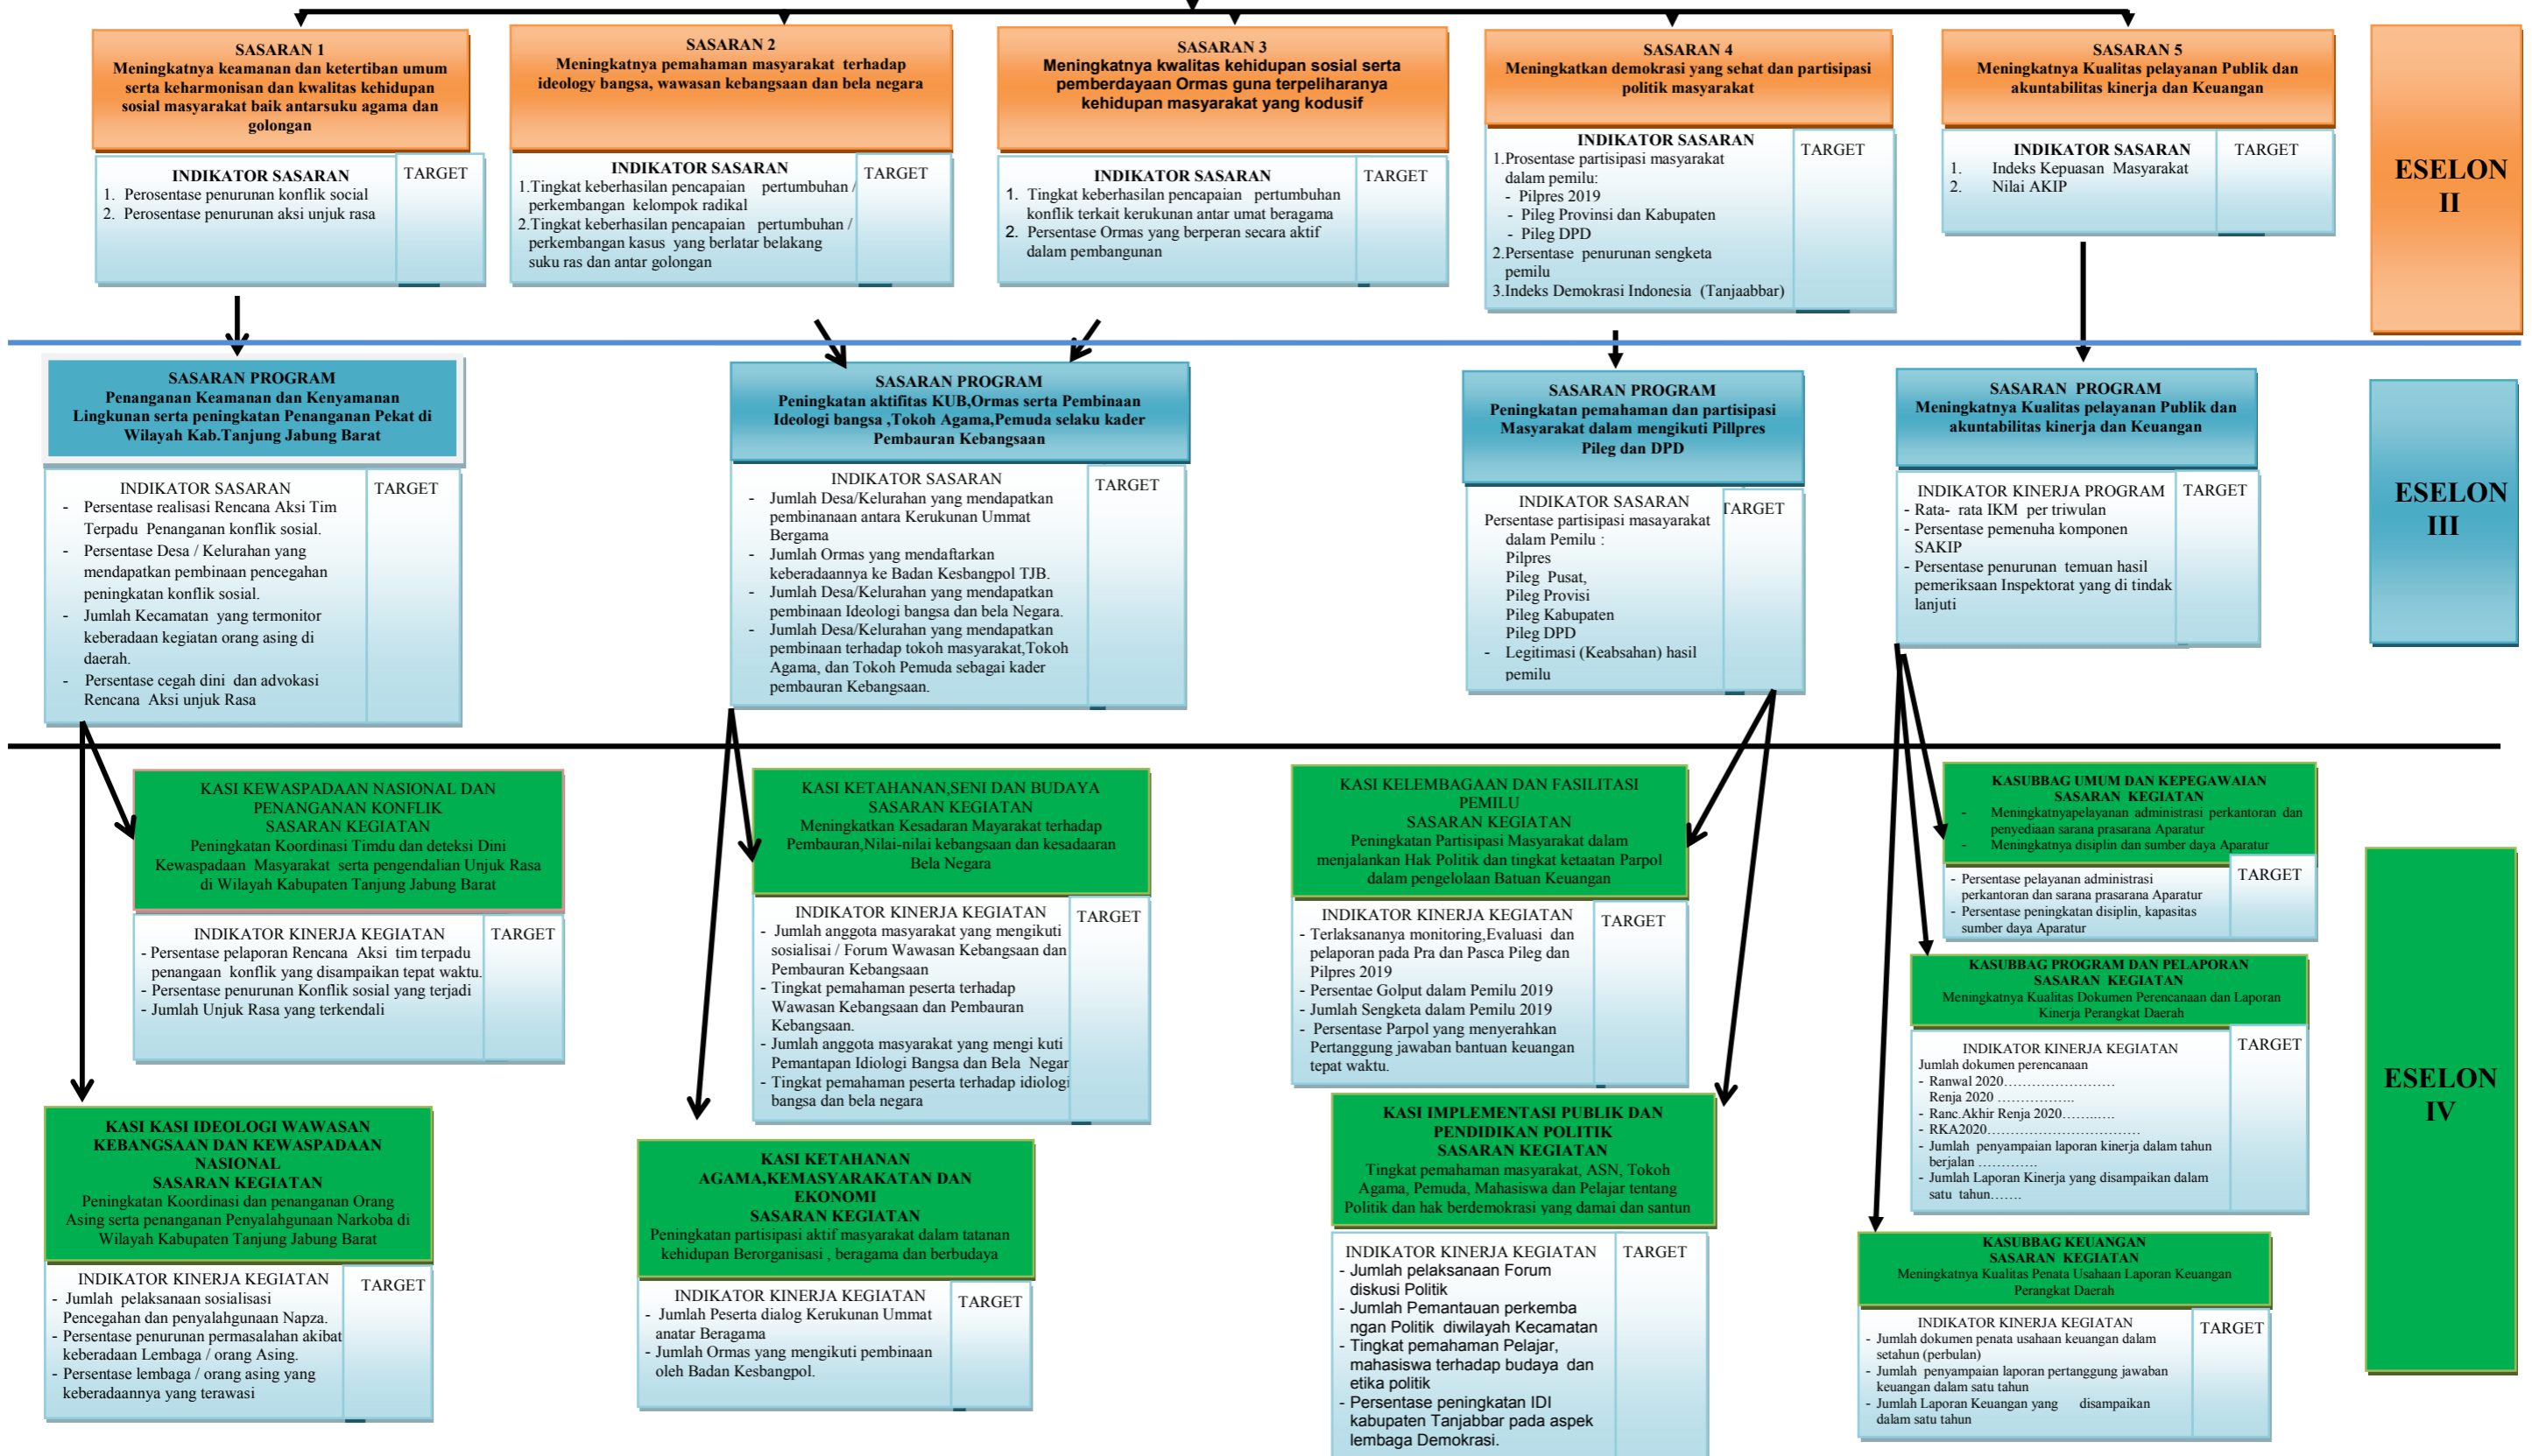 SASARAN 1
Meningkatnya keamanan dan ketertiban umum
serta keharmonisan dan kwalitas kehidupan
sosial masyarakat baik antarsuku agama dan
golongan
INDIKATOR SASARAN
1. Perosentase penurunan konflik social
2. Perosentase penurunan aksi unjuk rasa
TARGET
SASARAN 2
Meningkatnya pemahaman masyarakat terhadap
ideology bangsa, wawasan kebangsaan dan bela negara
INDIKATOR SASARAN
1.Tingkat keberhasilan pencapaian pertumbuhan /
perkembangan kelompok radikal
2.Tingkat keberhasilan pencapaian pertumbuhan /
perkembangan kasus yang berlatar belakang
suku ras dan antar golongan
TARGET
SASARAN 3
Meningkatnya kwalitas kehidupan sosial serta
pemberdayaan Ormas guna terpeliharanya
kehidupan masyarakat yang kodusif
INDIKATOR SASARAN
1. Tingkat keberhasilan pencapaian pertumbuhan
konflik terkait kerukunan antar umat beragama
2. Persentase Ormas yang berperan secara aktif
dalam pembangunan
TARGET
SASARAN 4
Meningkatkan demokrasi yang sehat dan partisipasi
politik masyarakat
INDIKATOR SASARAN
1.Prosentase partisipasi masyarakat
dalam pemilu:
- Pilpres 2019
- Pileg Provinsi dan Kabupaten
- Pileg DPD
2.Persentase penurunan sengketa
pemilu
3.Indeks Demokrasi Indonesia (Tanjaabbar)
TARGET
SASARAN 5
Meningkatnya Kualitas pelayanan Publik dan
akuntabilitas kinerja dan Keuangan
INDIKATOR SASARAN
1. Indeks Kepuasan Masyarakat
2. Nilai AKIP
TARGET
ESELON
II
SASARAN PROGRAM
Penanganan Keamanan dan Kenyamanan
Lingkunan serta peningkatan Penanganan Pekat di
Wilayah Kab.Tanjung Jabung Barat
INDIKATOR SASARAN
- Persentase realisasi Rencana Aksi Tim
Terpadu Penanganan konflik sosial.
- Persentase Desa / Kelurahan yang
mendapatkan pembinaan pencegahan
peningkatan konflik sosial.
- Jumlah Kecamatan yang termonitor
keberadaan kegiatan orang asing di
daerah.
- Persentase cegah dini dan advokasi
Rencana Aksi unjuk Rasa
TARGET
SASARAN PROGRAM
Peningkatan aktifitas KUB,Ormas serta Pembinaan
Ideologi bangsa ,Tokoh Agama,Pemuda selaku kader
Pembauran Kebangsaan
INDIKATOR SASARAN
- Jumlah Desa/Kelurahan yang mendapatkan
pembinanaan antara Kerukunan Ummat
Bergama
- Jumlah Ormas yang mendaftarkan
keberadaannya ke Badan Kesbangpol TJB.
- Jumlah Desa/Kelurahan yang mendapatkan
pembinaan Ideologi bangsa dan bela Negara.
- Jumlah Desa/Kelurahan yang mendapatkan
pembinaan terhadap tokoh masyarakat,Tokoh
Agama, dan Tokoh Pemuda sebagai kader
pembauran Kebangsaan.
TARGET
SASARAN PROGRAM
Peningkatan pemahaman dan partisipasi
Masyarakat dalam mengikuti Pillpres
Pileg dan DPD
INDIKATOR SASARAN
Persentase partisipasi masayarakat
dalam Pemilu :
Pilpres
Pileg Pusat,
Pileg Provisi
Pileg Kabupaten
Pileg DPD
- Legitimasi (Keabsahan) hasil
pemilu
TARGET
SASARAN PROGRAM
Meningkatnya Kualitas pelayanan Publik dan
akuntabilitas kinerja dan Keuangan
INDIKATOR KINERJA PROGRAM
- Rata- rata IKM per triwulan
- Persentase pemenuha komponen
SAKIP
- Persentase penurunan temuan hasil
pemeriksaan Inspektorat yang di tindak
lanjuti
TARGET
ESELON
III
KASI KEWASPADAAN NASIONAL DAN
PENANGANAN KONFLIK
SASARAN KEGIATAN
Peningkatan Koordinasi Timdu dan deteksi Dini
Kewaspadaan Masyarakat serta pengendalian Unjuk Rasa
di Wilayah Kabupaten Tanjung Jabung Barat
INDIKATOR KINERJA KEGIATAN
- Persentase pelaporan Rencana Aksi tim terpadu
penangaan konflik yang disampaikan tepat waktu.
- Persentase penurunan Konflik sosial yang terjadi
- Jumlah Unjuk Rasa yang terkendali
TARGET
KASI KASI IDEOLOGI WAWASAN
KEBANGSAAN DAN KEWASPADAAN
NASIONAL
SASARAN KEGIATAN
Peningkatan Koordinasi dan penanganan Orang
Asing serta penanganan Penyalahgunaan Narkoba di
Wilayah Kabupaten Tanjung Jabung Barat
INDIKATOR KINERJA KEGIATAN
- Jumlah pelaksanaan sosialisasi
Pencegahan dan penyalahgunaan Napza.
- Persentase penurunan permasalahan akibat
keberadaan Lembaga / orang Asing.
- Persentase lembaga / orang asing yang
keberadaannya yang terawasi
TARGET
KASI KETAHANAN,SENI DAN BUDAYA
SASARAN KEGIATAN
Meningkatkan Kesadaran Mayarakat terhadap
Pembauran,Nilai-nilai kebangsaan dan kesadaaran
Bela Negara
INDIKATOR KINERJA KEGIATAN
- Jumlah anggota masyarakat yang mengikuti
sosialisai / Forum Wawasan Kebangsaan dan
Pembauran Kebangsaan
- Tingkat pemahaman peserta terhadap
Wawasan Kebangsaan dan Pembauran
Kebangsaan.
- Jumlah anggota masyarakat yang mengi kuti
Pemantapan Idiologi Bangsa dan Bela Negar
- Tingkat pemahaman peserta terhadap idiologi
bangsa dan bela negara
TARGET
KASI KETAHANAN
AGAMA,KEMASYARAKATAN DAN
EKONOMI
SASARAN KEGIATAN
Peningkatan partisipasi aktif masyarakat dalam tatanan
kehidupan Berorganisasi , beragama dan berbudaya
INDIKATOR KINERJA KEGIATAN
- Jumlah Peserta dialog Kerukunan Ummat
anatar Beragama
- Jumlah Ormas yang mengikuti pembinaan
oleh Badan Kesbangpol.
TARGET
KASI KELEMBAGAAN DAN FASILITASI
PEMILU
SASARAN KEGIATAN
Peningkatan Partisipasi Masyarakat dalam
menjalankan Hak Politik dan tingkat ketaatan Parpol
dalam pengelolaan Batuan Keuangan
INDIKATOR KINERJA KEGIATAN
- Terlaksananya monitoring,Evaluasi dan
pelaporan pada Pra dan Pasca Pileg dan
Pilpres 2019
- Persentae Golput dalam Pemilu 2019
- Jumlah Sengketa dalam Pemilu 2019
- Persentase Parpol yang menyerahkan
Pertanggung jawaban bantuan keuangan
tepat waktu.
TARGET
KASI IMPLEMENTASI PUBLIK DAN
PENDIDIKAN POLITIK
SASARAN KEGIATAN
Tingkat pemahaman masyarakat, ASN, Tokoh
Agama, Pemuda, Mahasiswa dan Pelajar tentang
Politik dan hak berdemokrasi yang damai dan santun
INDIKATOR KINERJA KEGIATAN
- Jumlah pelaksanaan Forum
diskusi Politik
- Jumlah Pemantauan perkemba
ngan Politik diwilayah Kecamatan
- Tingkat pemahaman Pelajar,
mahasiswa terhadap budaya dan
etika politik
- Persentase peningkatan IDI
kabupaten Tanjabbar pada aspek
lembaga Demokrasi.
TARGET
KASUBBAG UMUM DAN KEPEGAWAIAN
SASARAN KEGIATAN
- Meningkatnyapelayanan administrasi perkantoran dan
penyediaan sarana prasarana Aparatur
- Meningkatnya disiplin dan sumber daya Aparatur
- Persentase pelayanan administrasi
perkantoran dan sarana prasarana Aparatur
- Persentase peningkatan disiplin, kapasitas
sumber daya Aparatur
TARGET
KASUBBAG PROGRAM DAN PELAPORAN
SASARAN KEGIATAN
Meningkatnya Kualitas Dokumen Perencanaan dan Laporan
Kinerja Perangkat Daerah
INDIKATOR KINERJA KEGIATAN
Jumlah dokumen perencanaan
- Ranwal 2020……………………
Renja 2020 ……………..
- Ranc.Akhir Renja 2020……..….
- RKA2020……………………………
- Jumlah penyampaian laporan kinerja dalam tahun
berjalan ………….
- Jumlah Laporan Kinerja yang disampaikan dalam
satu tahun…….
TARGET
KASUBBAG KEUANGAN
SASARAN KEGIATAN
Meningkatnya Kualitas Penata Usahaan Laporan Keuangan
Perangkat Daerah
INDIKATOR KINERJA KEGIATAN
- Jumlah dokumen penata usahaan keuangan dalam
setahun (perbulan)
- Jumlah penyampaian laporan pertanggung jawaban
keuangan dalam satu tahun
- Jumlah Laporan Keuangan yang disampaikan
dalam satu tahun
TARGET
ESELON
IV